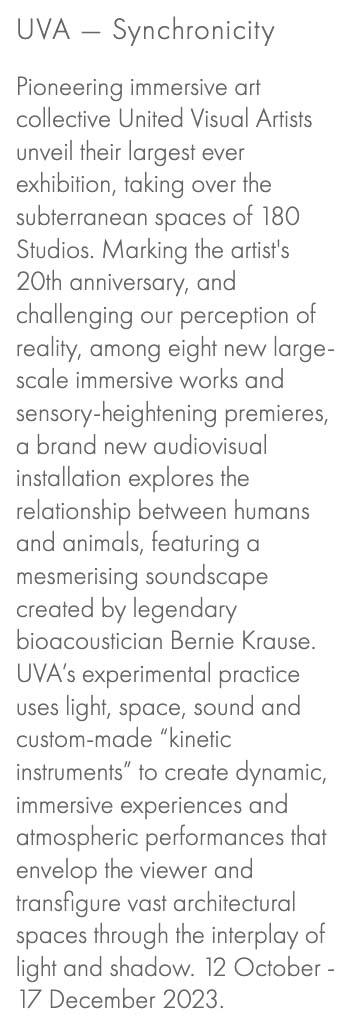 UVA — Synchronicity
Pioneering immersive art
collective United Visual Artists
unveil their largest ever
exhibition, taking over the
subterranean spaces of 180
Studios. Marking the artist's
20th anniversary, and
challenging our perception of
reality, among eight new large-
scale immersive works and
sensory-heightening premieres,
a brand new audiovisual
installation explores the
relationship between humans
and animals, featuring a
mesmerising soundscape
created by legendary
bioacoustician Bernie Krause.
UVA’s experimental practice
uses light, space, sound and
custom-made “kinetic
instruments” to create dynamic,
immersive experiences and
atmospheric performances that
envelop the viewer and
transfigure vast architectural
spaces through the interplay of
light and shadow. 12 October -
17 December 2023.